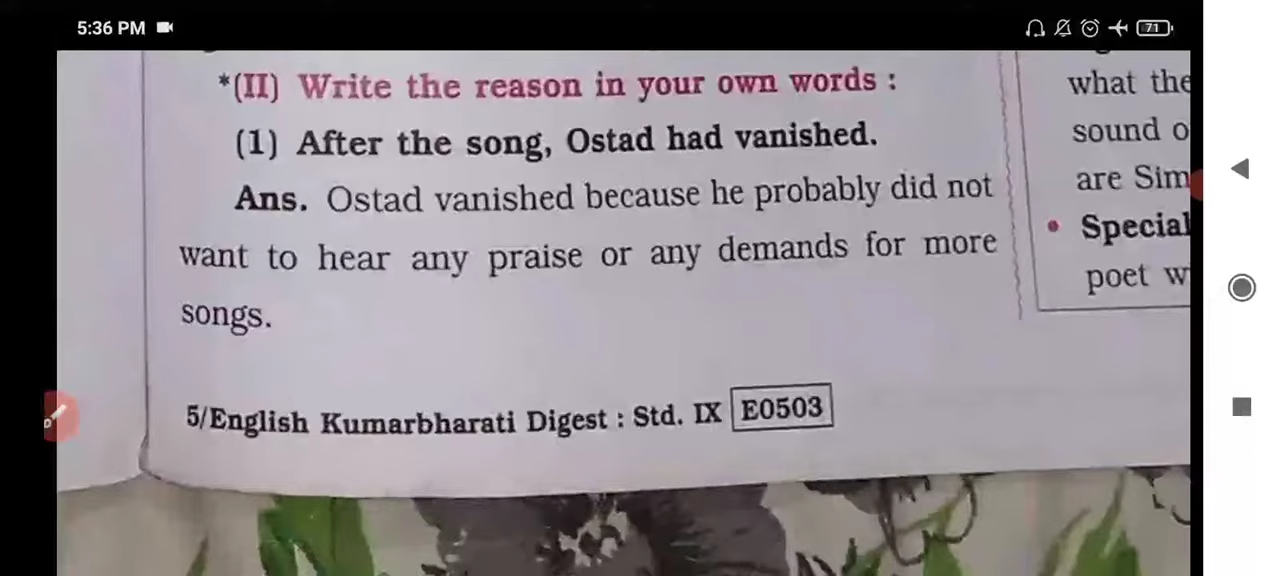 5:36 PM
71
*(II) Write the reason in your own words :
(1) After the song, Ostad had vanished.
Ans. Ostad vanished because he probably did not
want to hear any praise or any demands for more
songs.
5/English Kumarbharati Digest : Std. IX E0503
what the
sound o
are Sim
• Special
poet w